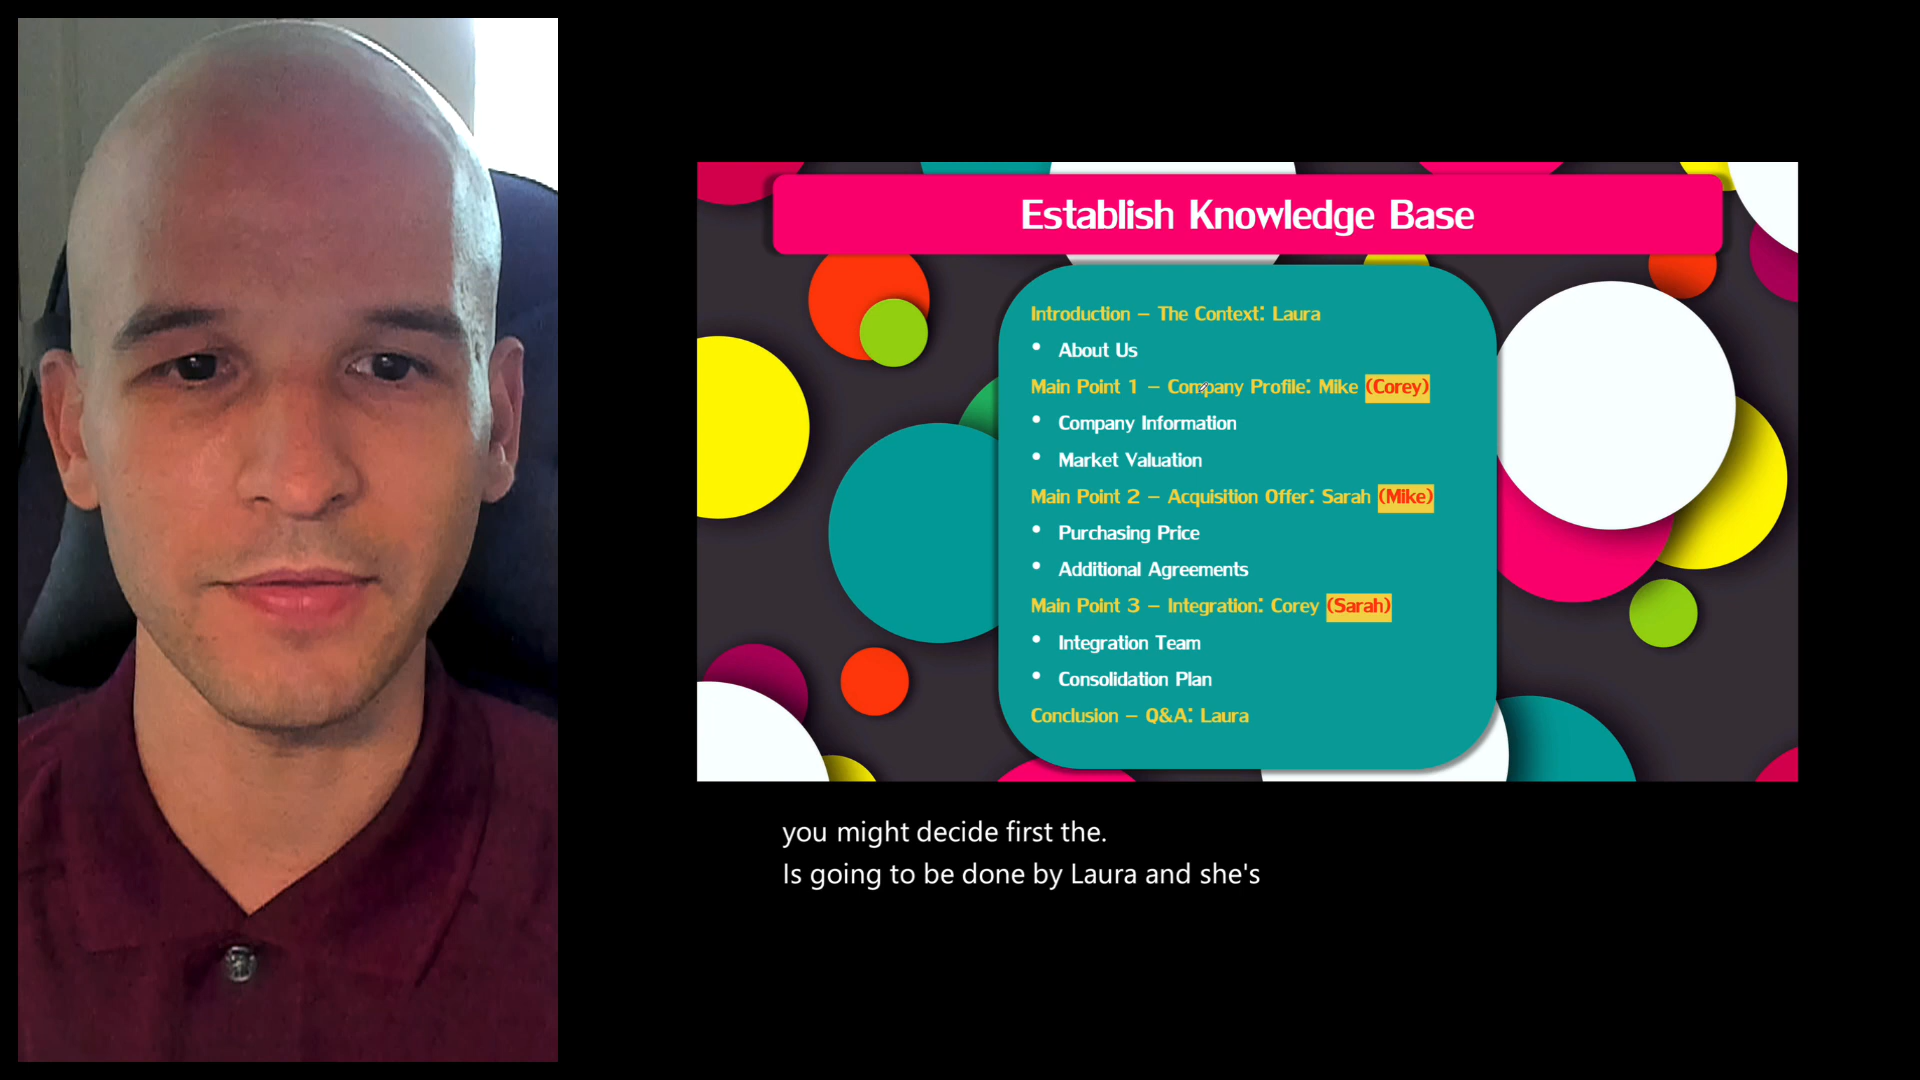 Establish Knowledge Base
Introduction – The Context: Laura
• About Us
Main Point 1 – Company Profile: Mike (Corey)
• Company Information
• Market Valuation
Main Point 2 – Acquisition Offer: Sarah (Mike)
• Purchasing Price
• Additional Agreements
Main Point 3 – Integration: Corey (Sarah)
• Integration Team
• Consolidation Plan
Conclusion – Q&A: Laura
you might decide first the.
Is going to be done by Laura and she's